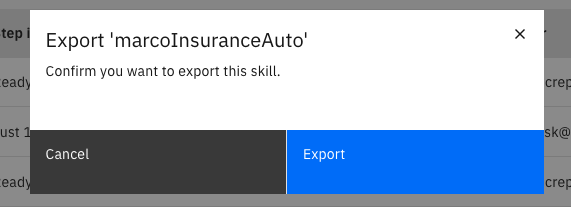 Export 'marcoInsuranceAuto'
Confirm you want to export this skill.
Cancel
Export